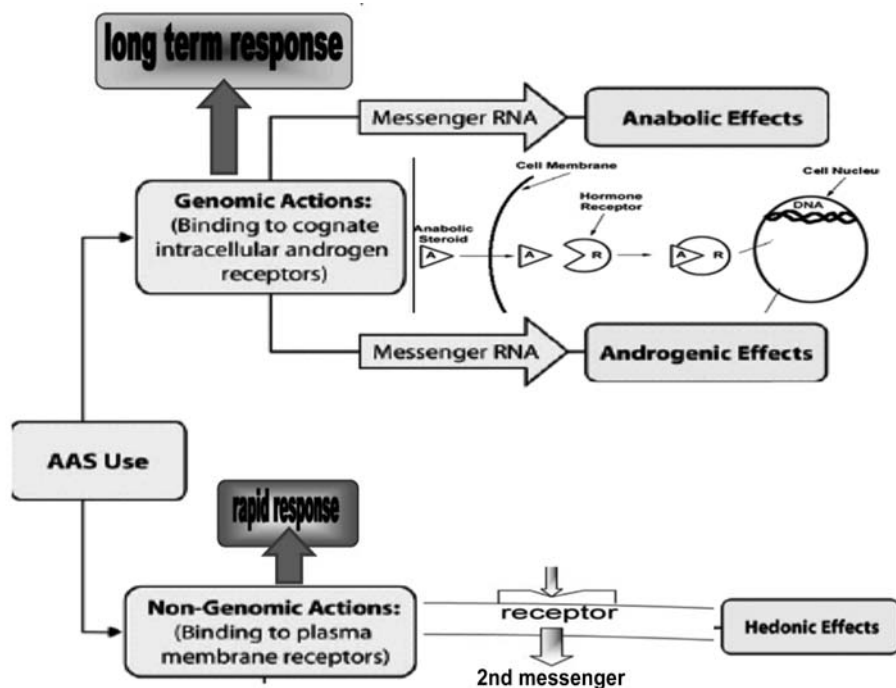 long term response
Messenger RNA
Anabolic Effects
Genomic Actions:
(Binding to cognate
intracellular androgen
receptors)
Cell Membrane
Hormone
Receptor
Anabolic
Steroid
A
A
R
A
R
Cell Nucleu
DNA
Messenger RNA
Androgenic Effects
AAS Use
rapid response
Non-Genomic Actions:
(Binding to plasma
membrane receptors)
receptor
2nd messenger
Hedonic Effects